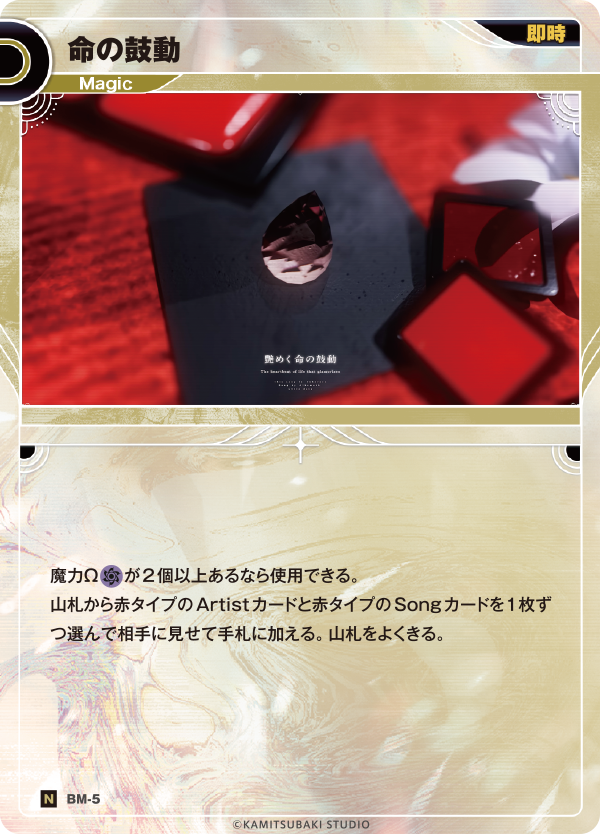 即時
命の鼓動
Magic
艶めく命の鼓動
The heartbeat of life that glamorless
魔力Ωが2個以上あるなら使用できる。
山札から赤タイプのArtistカードと赤タイプのSongカードを1枚ず
つ選んで相手に見せて手札に加える。山札をよくきる。
N BM-5
©KAMITSUBAKI STUDIO